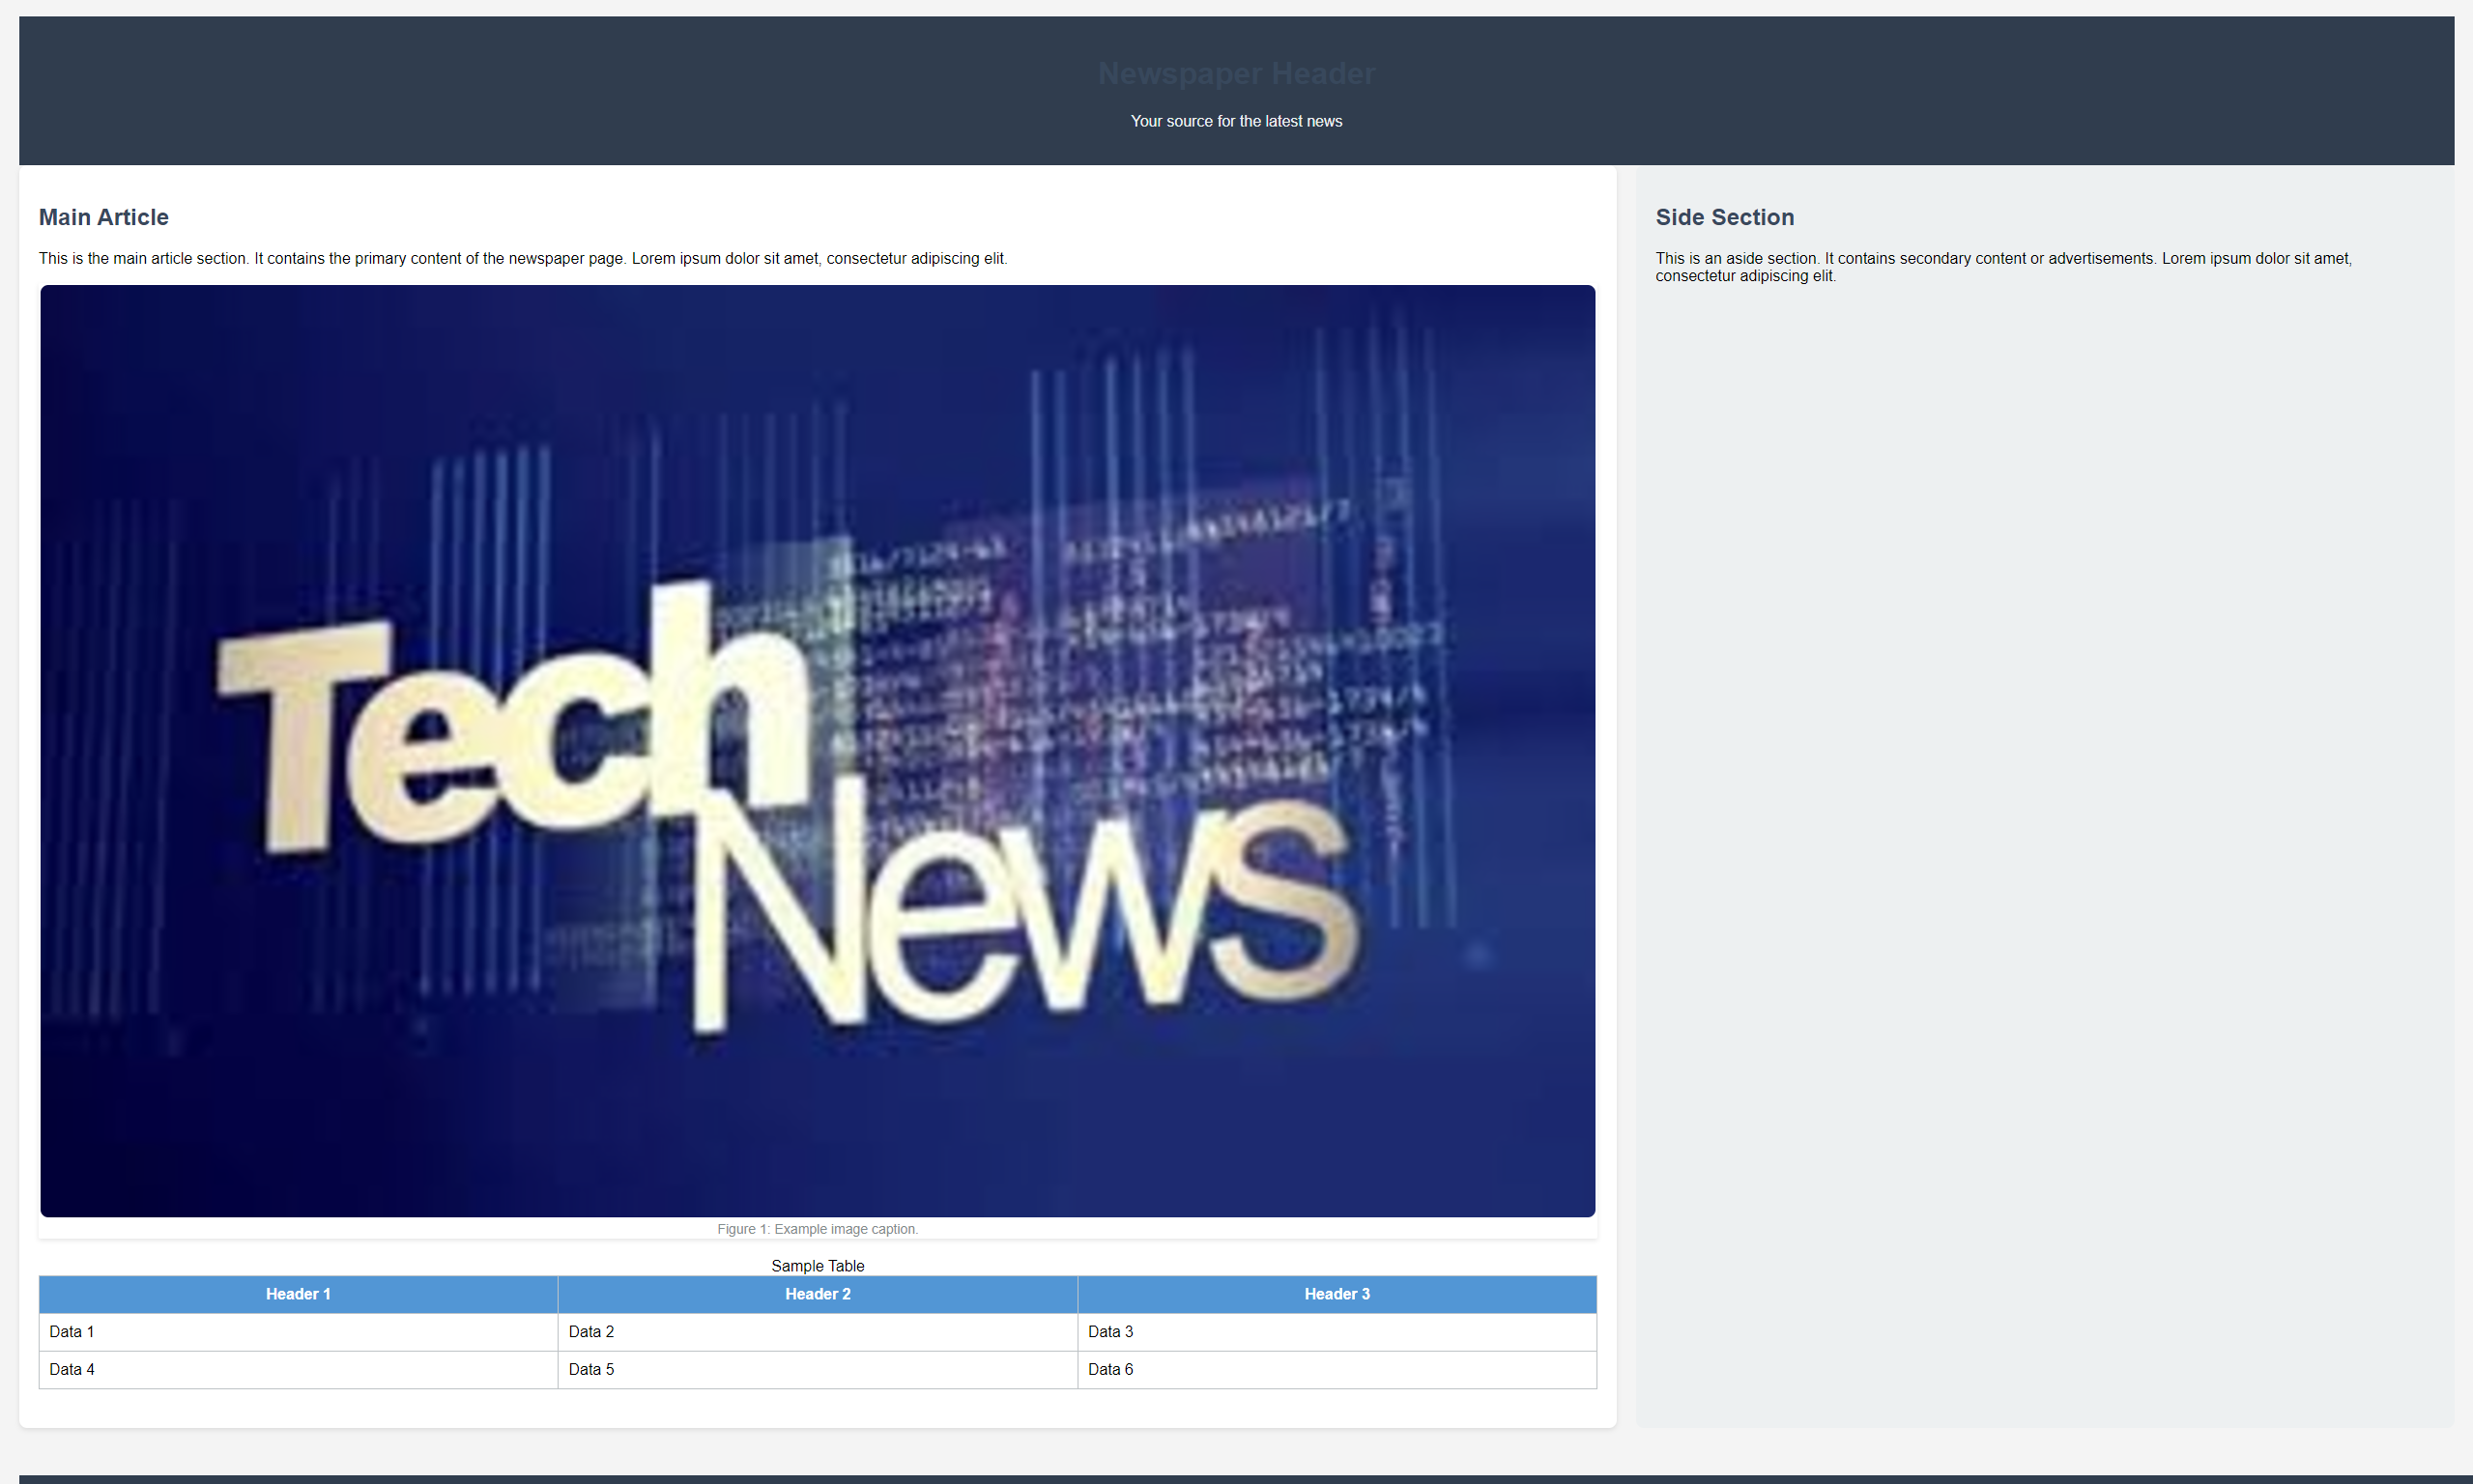 Newspaper Header
Your source for the latest news
Main Article
This is the main article section. It contains the primary content of the newspaper page. Lorem ipsum dolor sit amet, consectetur adipiscing elit.
Tech
News
Figure 1: Example image caption.
Sample Table
Header 1 Header 2 Header 3
Data 1 Data 2 Data 3
Data 4 Data 5 Data 6
Side Section
This is an aside section. It contains secondary content or advertisements. Lorem ipsum dolor sit amet,
consectetur adipiscing elit.